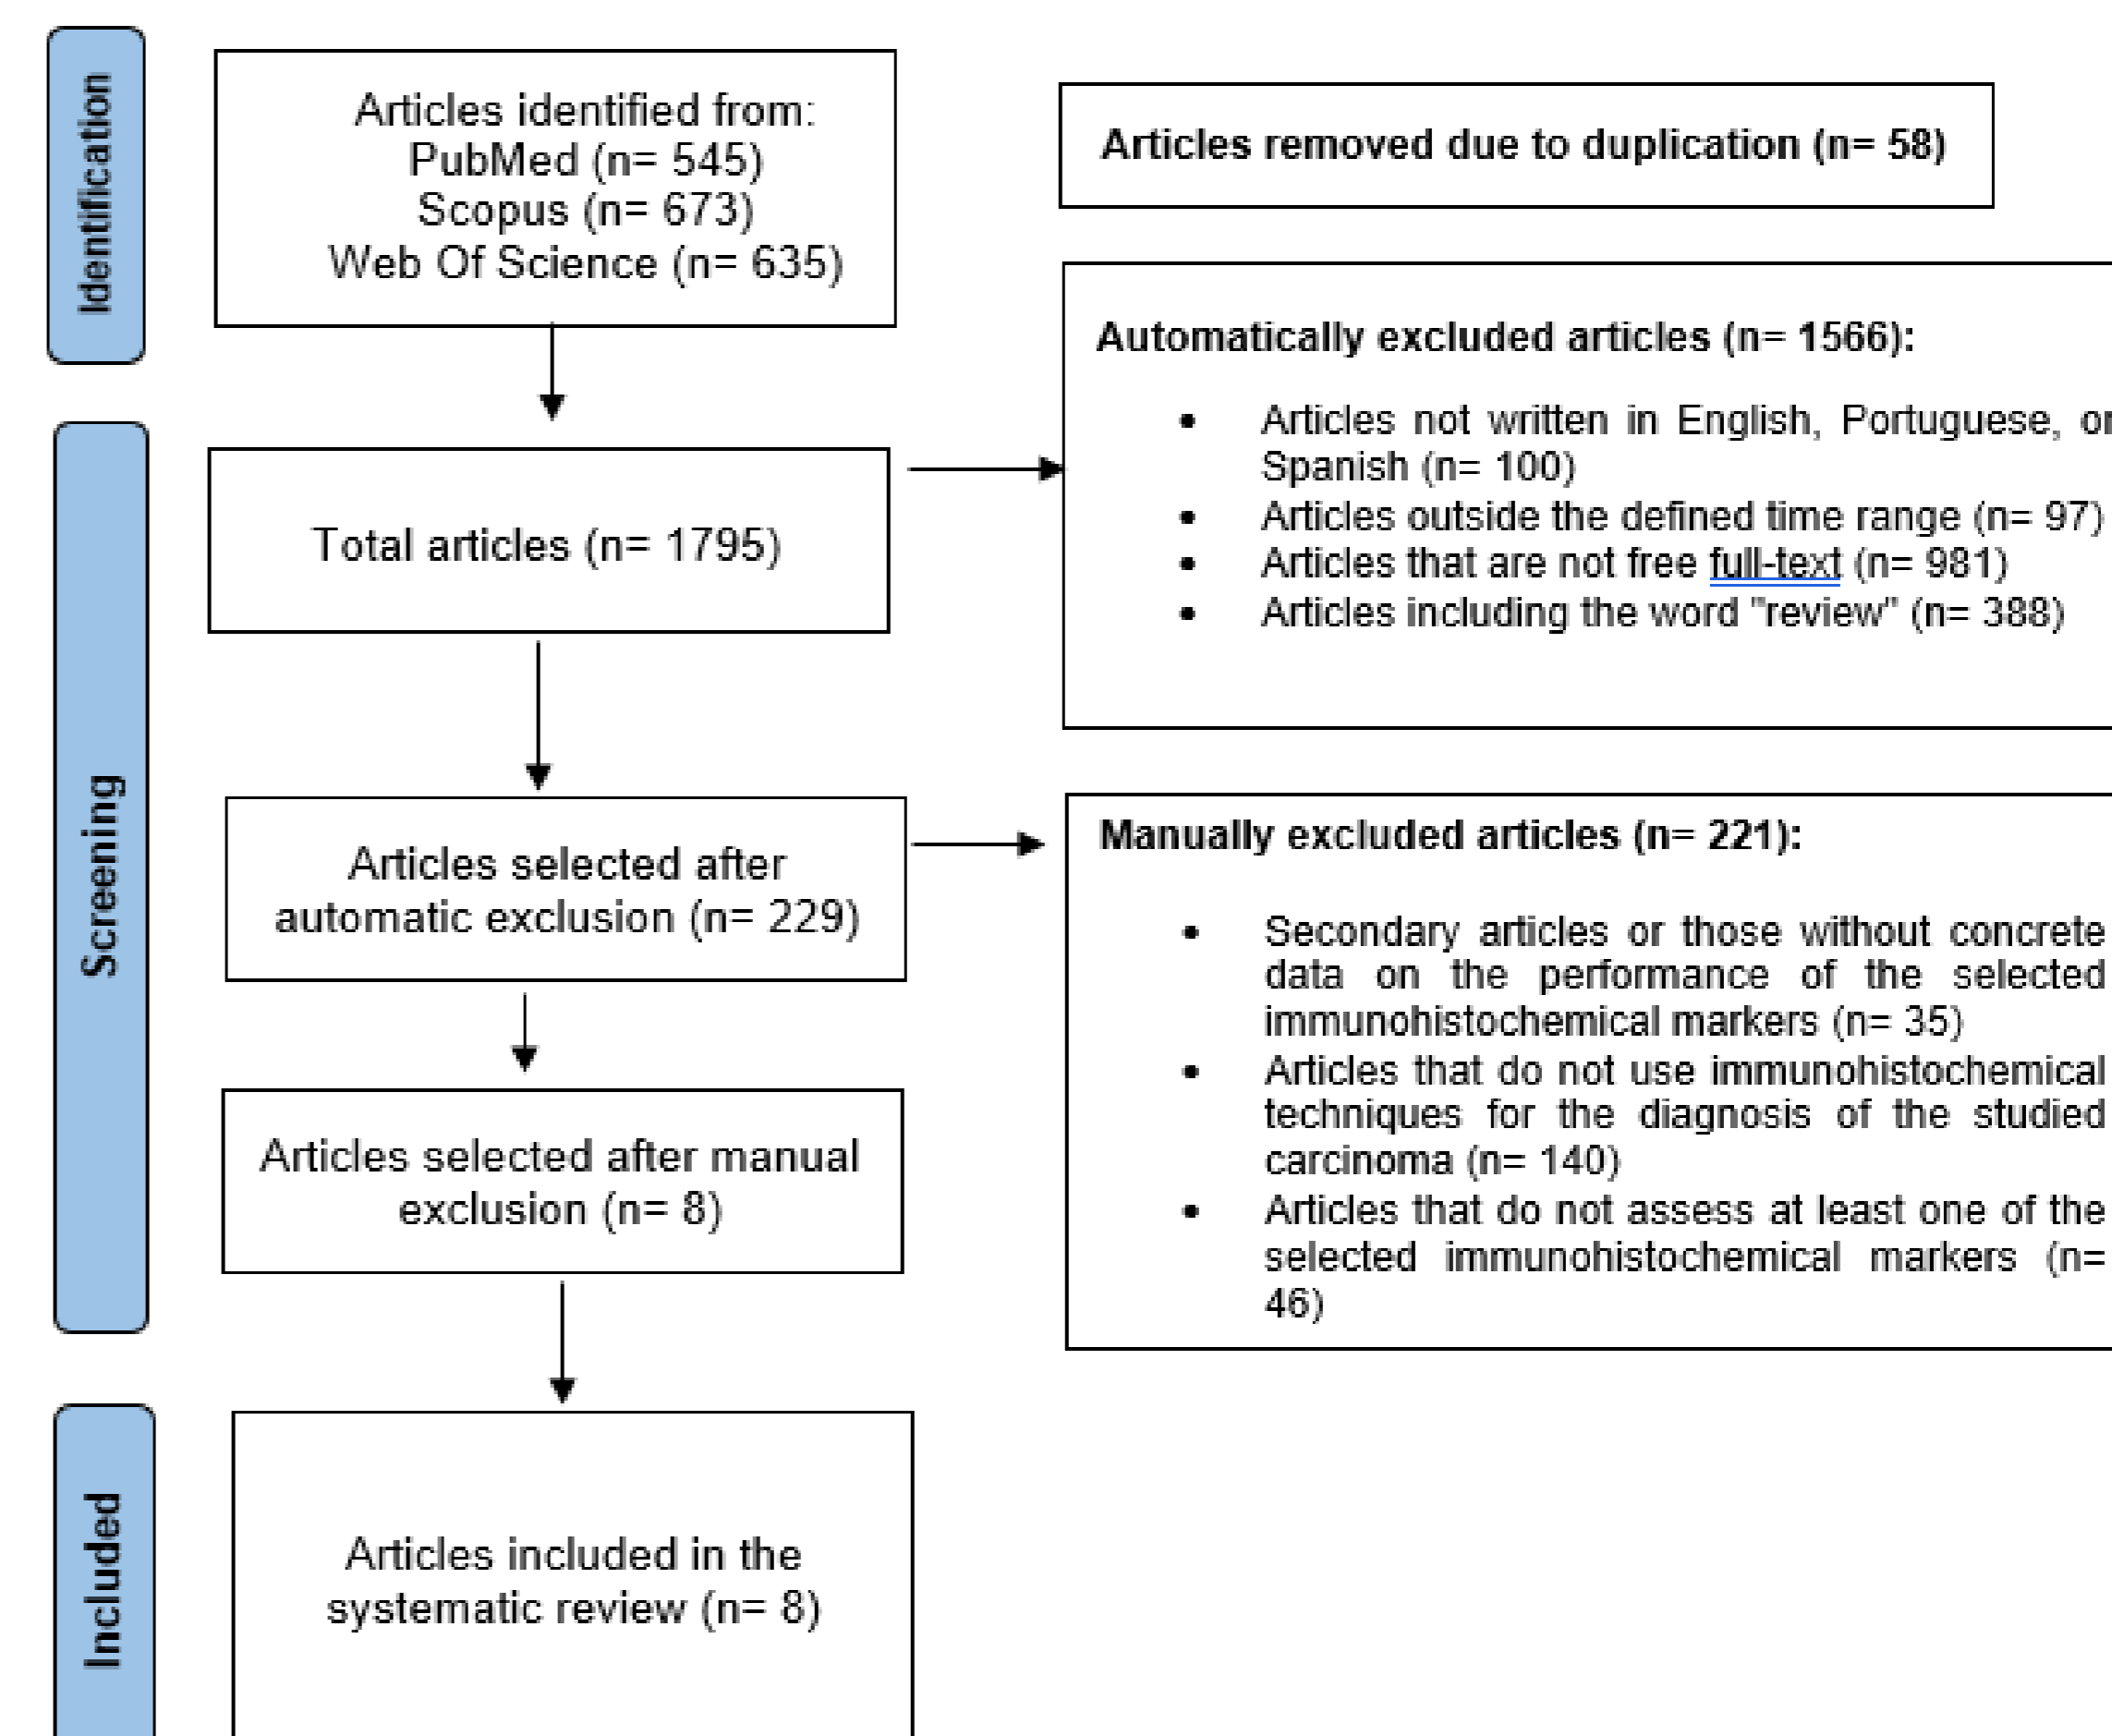 Identification
Articles identified from:
PubMed (n= 545)
Scopus (n= 673)
Web Of Science (n= 635)
Articles removed due to duplication (n= 58)
Screening
Total articles (n= 1795)
Automatically excluded articles (n= 1566):
• Articles not written in English, Portuguese, or
Spanish (n= 100)
• Articles outside the defined time range (n= 97)
• Articles that are not free full-text (n= 981)
• Articles including the word "review" (n= 388)
Articles selected after
automatic exclusion (n= 229)
Manually excluded articles (n= 221):
• Secondary articles or those without concrete
data on the performance of the selected
immunohistochemical markers (n= 35)
• Articles that do not use immunohistochemical
techniques for the diagnosis of the studied
carcinoma (n= 140)
• Articles that do not assess at least one of the
selected immunohistochemical markers (n=
46)
Articles selected after manual
exclusion (n= 8)
Included
Articles included in the
systematic review (n= 8)